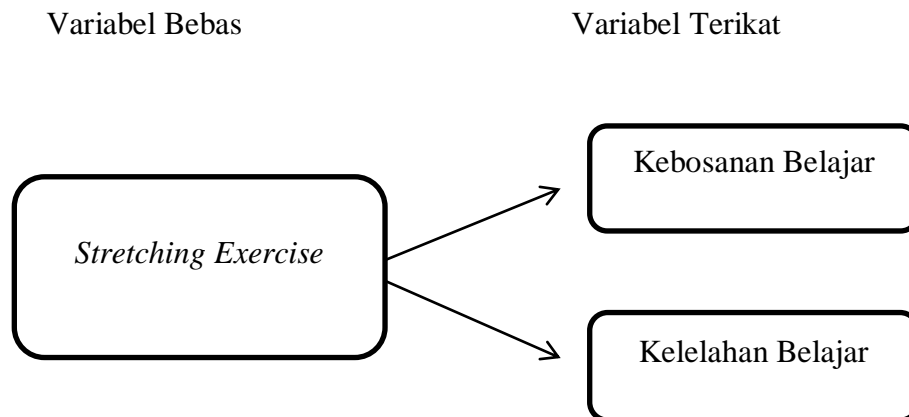 Variabel Bebas
Variabel Terikat
Kebosanan Belajar
Stretching Exercise
Kelelahan Belajar